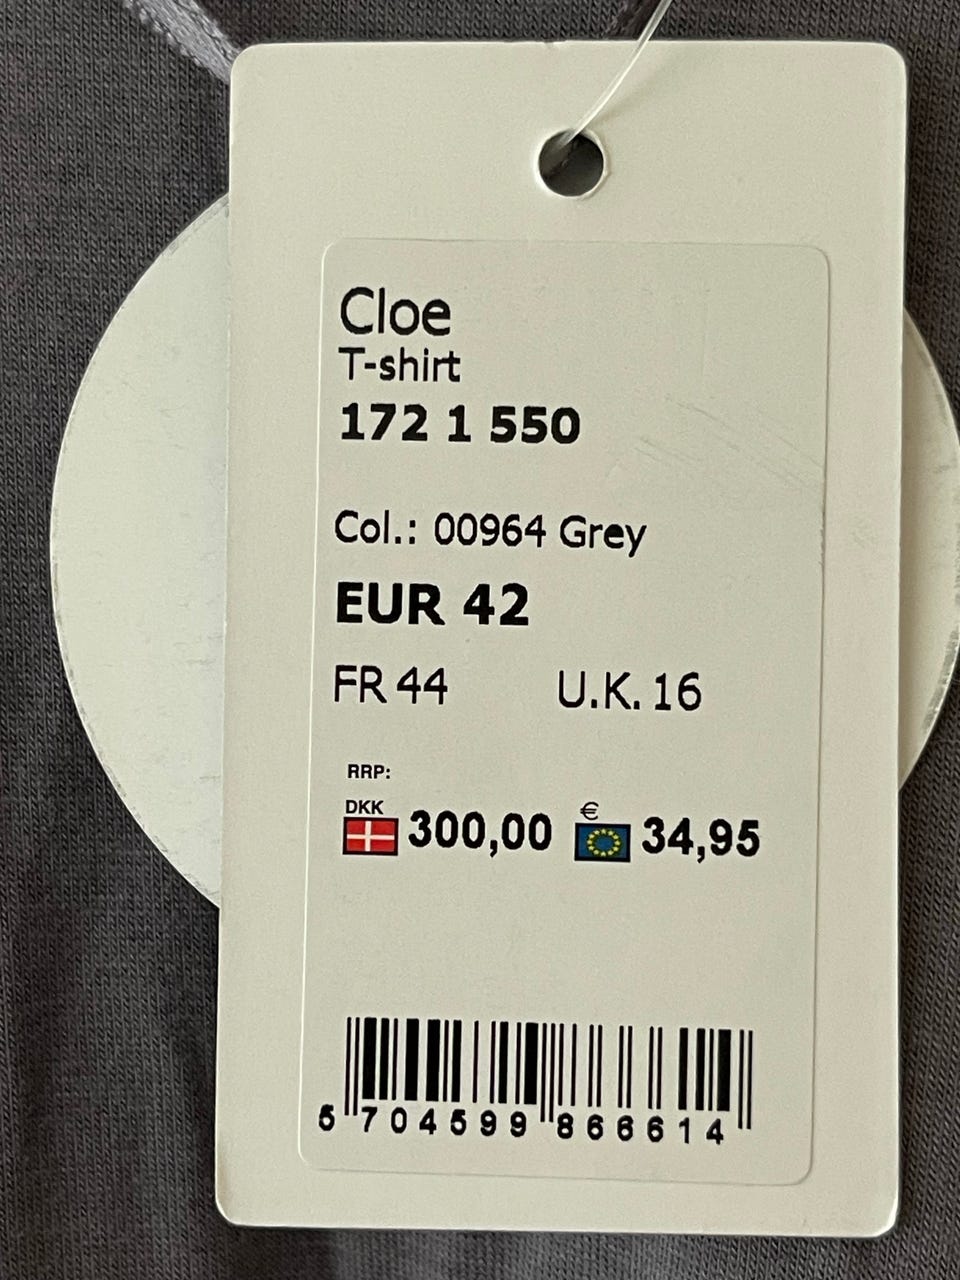 Cloe
T-shirt
172 1 550
Col.: 00964 Grey
EUR 42
FR 44 U.K. 16
RRP:
DKK €
300,00 34,95
5 704599 866614